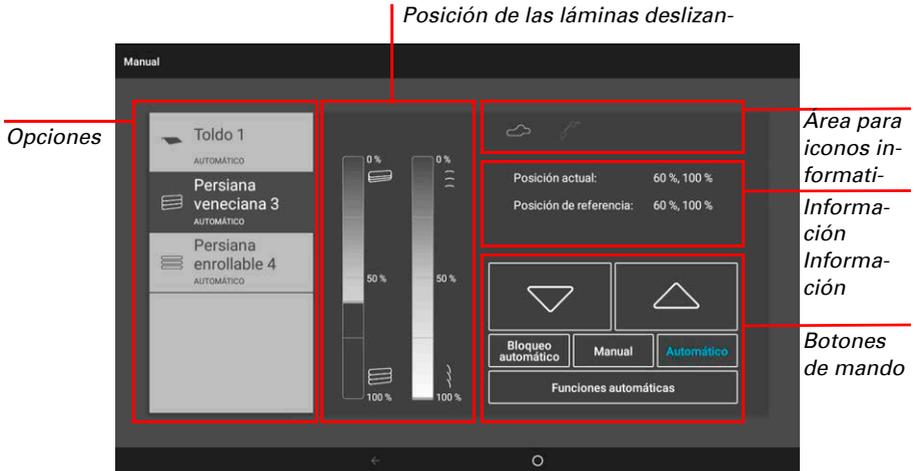 Posición de las láminas deslizan-
Manual
Opciones
Toldo 1
AUTOMÁTICO
Persiana
veneciana 3
AUTOMÁTICO
Persiana
enrollable 4
AUTOMÁTICO
0 %
50 %
100 %
0 %
50 %
100 %
Posición actual: 60 %, 100 %
Posición de referencia: 60 %, 100 %
Bloqueo
automático
Manual
Automático
Funciones automáticas
Área para
iconos in-
formati-
Informa-
ción
Informa-
ción
Botones
de mando